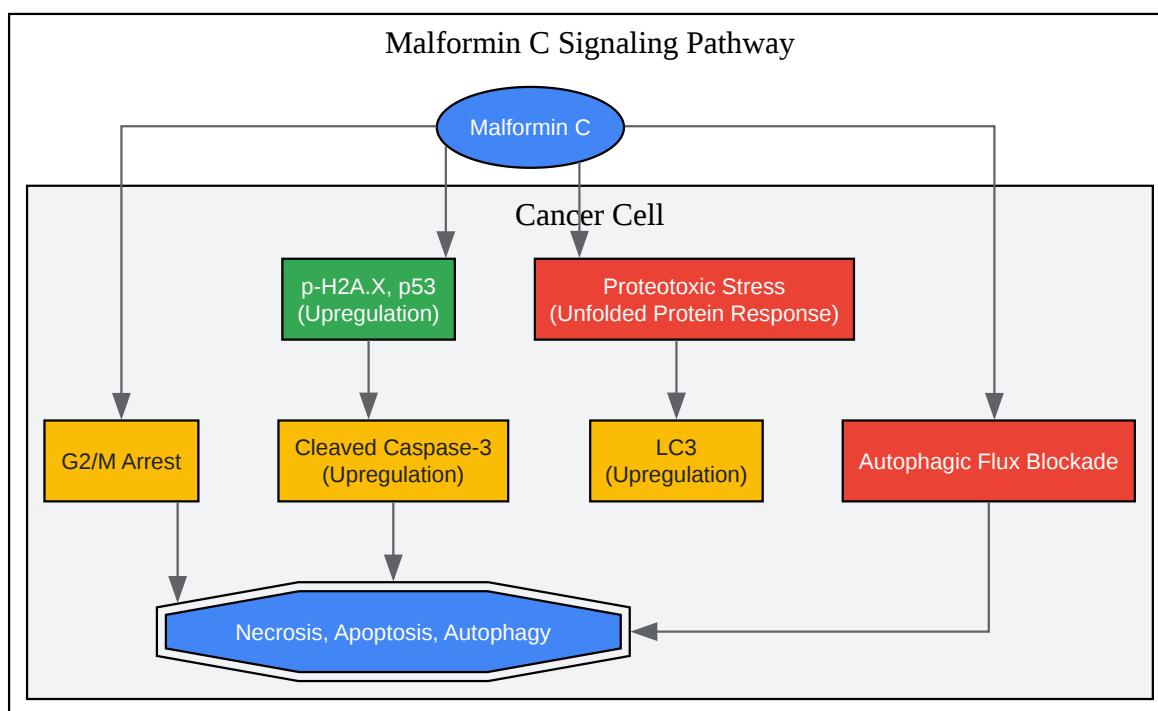 Malformin C Signaling Pathway
Malformin C
Cancer Cell
p-H2A.X, p53
(Upregulation)
Proteotoxic Stress
(Unfolded Protein Response)
G2/M Arrest
Cleaved Caspase-3
(Upregulation)
LC3
(Upregulation)
Autophagic Flux Blockade
Necrosis, Apoptosis, Autophagy